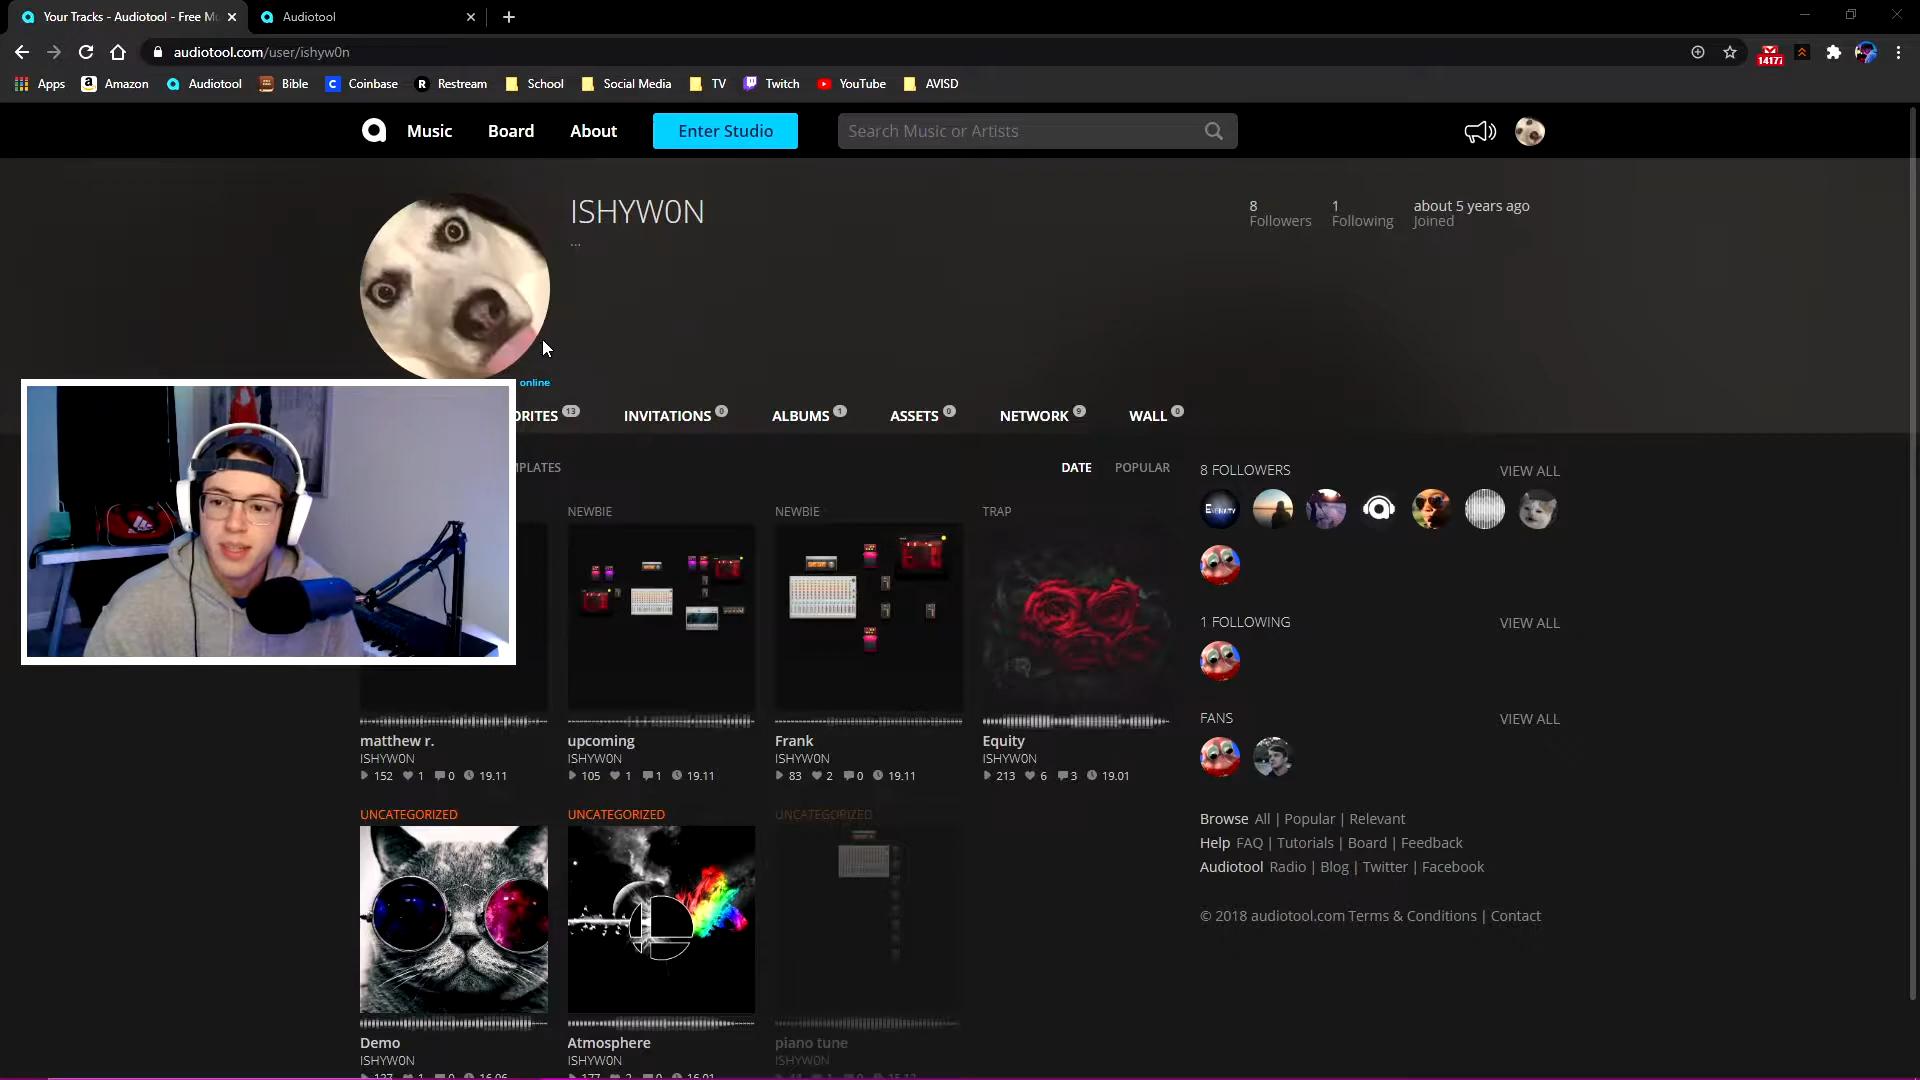 Your Tracks - Audiotool - Free Mu
Audiotool
audiotool.com/user/ishyw0n
14177
Apps
Amazon
Audiotool
Bible
Coinbase
R Restream
School
Social Media
TV
Twitch
YouTube
AVISD
Music
Board
About
Enter Studio
Search Music or Artists
ISHYW0N
...
8
Followers
1
Following
about 5 years ago
Joined
online
ORITES 13
INVITATIONS 0
ALBUMS 1
ASSETS 0
NETWORK 9
WALL 0
MPLATES
DATE
POPULAR
NEWBIE
NEWBIE
TRAP
matthew r.
ISHYW0N
152 1 0 19.11
upcoming
ISHYW0N
105 1 1 19.11
Frank
ISHYW0N
83 2 0 19.11
Equity
ISHYW0N
213 6 3 19.01
UNCATEGORIZED
UNCATEGORIZED
UNCATEGORIZED
Demo
ISHYW0N
Atmosphere
ISHYW0N
piano tune
ISHYW0N
8 FOLLOWERS
VIEW ALL
1 FOLLOWING
VIEW ALL
FANS
VIEW ALL
Browse All | Popular | Relevant
Help FAQ | Tutorials | Board | Feedback
Audiotool Radio | Blog | Twitter | Facebook
© 2018 audiotool.com Terms & Conditions | Contact